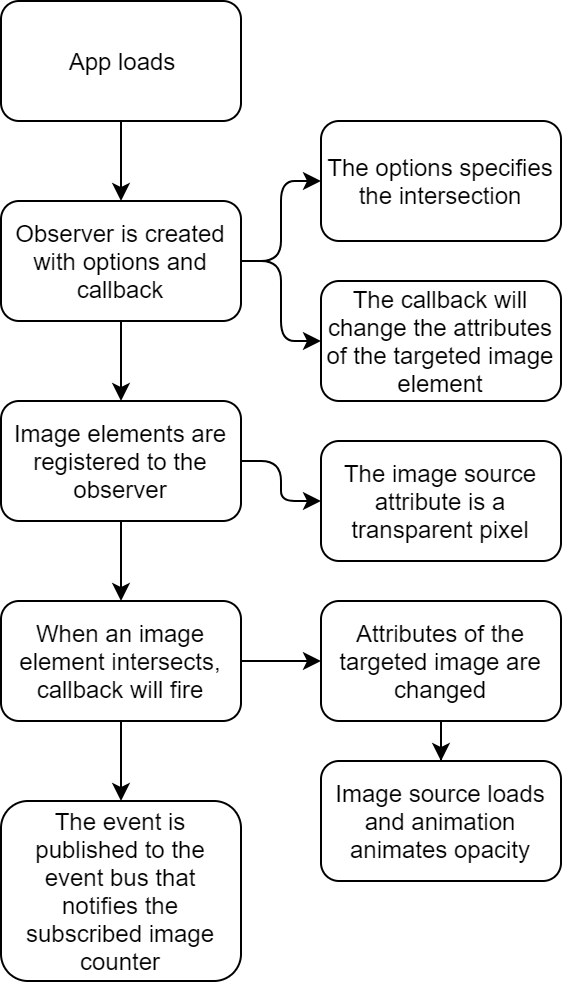 App loads
Observer is created
with options and
callback
The options specifies
the intersection
The callback will
change the attributes
of the targeted image
element
Image elements are
registered to the
observer
The image source
attribute is a
transparent pixel
When an image
element intersects,
callback will fire
Attributes of the
targeted image are
changed
Image source loads
and animation
animates opacity
The event is
published to the
event bus that
notifies the
subscribed image
counter